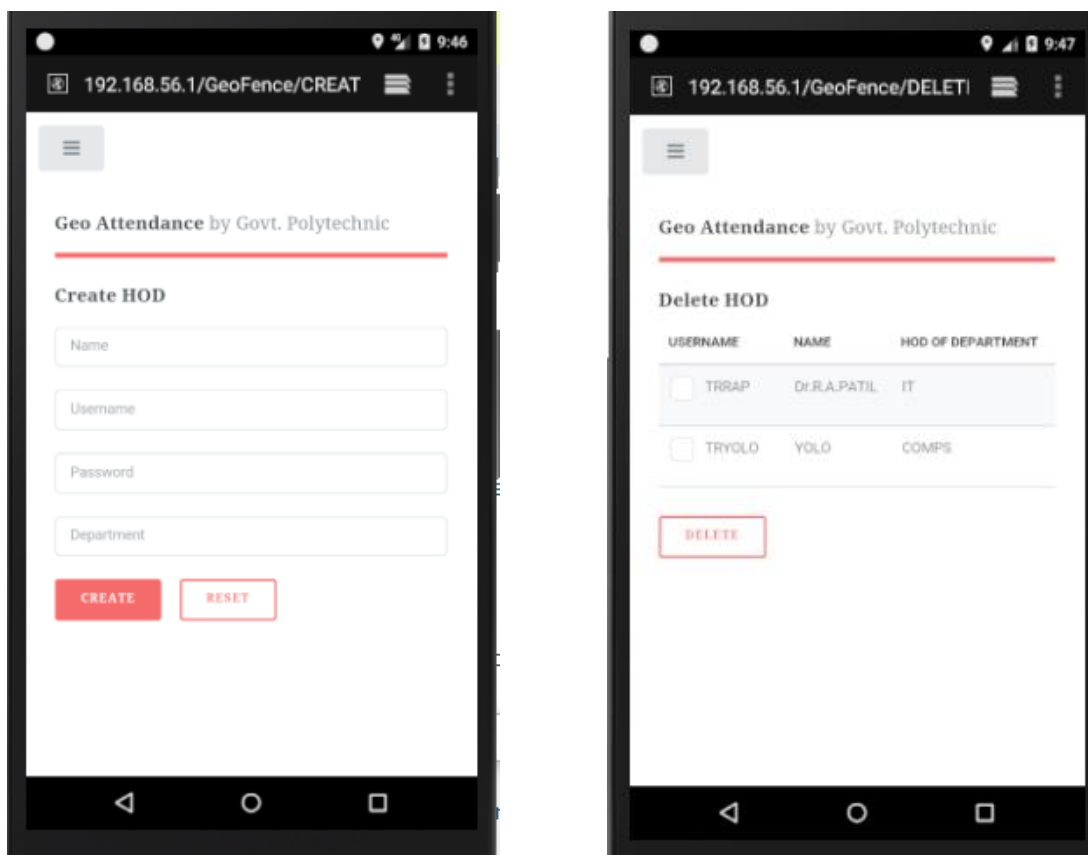 9:46
192.168.56.1/GeoFence/CREAT
Geo Attendance by Govt. Polytechnic
Create HOD
Name
Username
Password
Department
CREATE RESET
9:47
192.168.56.1/GeoFence/DELETI
Geo Attendance by Govt. Polytechnic
Delete HOD
USERNAME NAME HOD OF DEPARTMENT
TRRAP Dr.R.A.PATIL IT
TRYOLO YOLO COMPS
DELETE